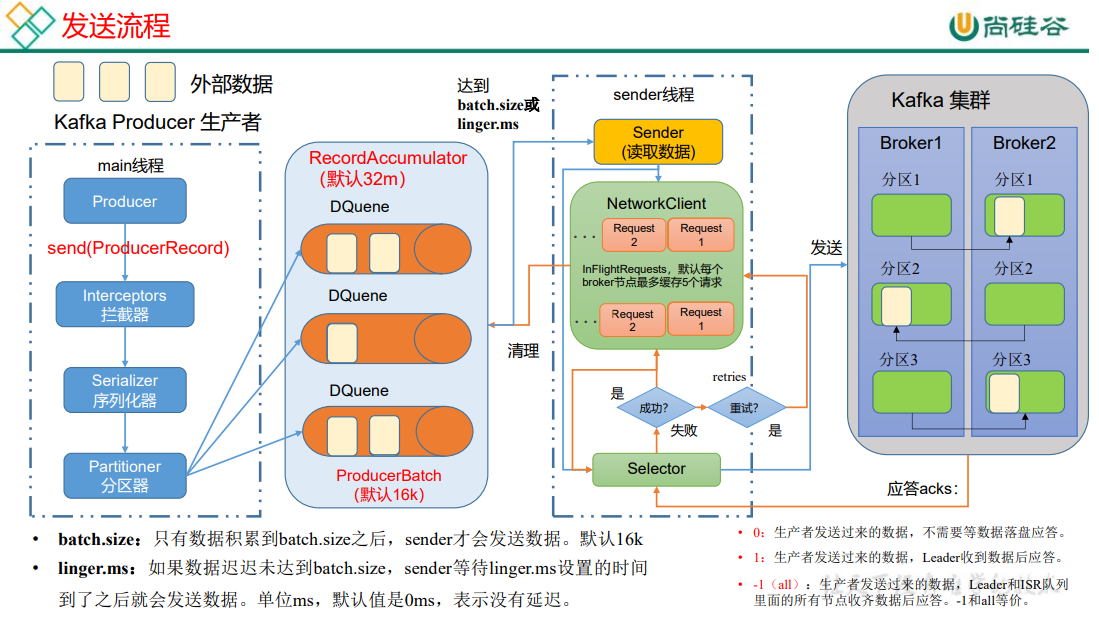 发送流程
尚硅谷
外部数据
Kafka Producer 生产者
main线程
Producer
send(ProducerRecord)
Interceptors
拦截器
Serializer
序列化器
Partitioner
分区器
RecordAccumulator
（默认32m）
DQuene
DQuene
DQuene
ProducerBatch
（默认16k）
达到
batch.size或
linger.ms
清理
sender线程
Sender
(读取数据)
NetworkClient
...
Request
2
Request
1
InFlightRequests，默认每个
broker节点最多缓存5个请求
...
Request
2
Request
1
是
成功?
失败
retries
重试?
是
Selector
发送
Kafka 集群
Broker1
Broker2
分区1
分区1
分区2
分区2
分区3
分区3
应答acks：
• batch.size：只有数据积累到batch.size之后，sender才会发送数据。默认16k
• linger.ms：如果数据迟迟未达到batch.size，sender等待linger.ms设置的时间
到了之后就会发送数据。单位ms，默认值是0ms，表示没有延迟。
• 0：生产者发送过来的数据，不需要等数据落盘应答。
• 1：生产者发送过来的数据，Leader收到数据后应答。
• -1（all）：生产者发送过来的数据，Leader和ISR队列
里面的所有节点收齐数据后应答。-1和all等价。